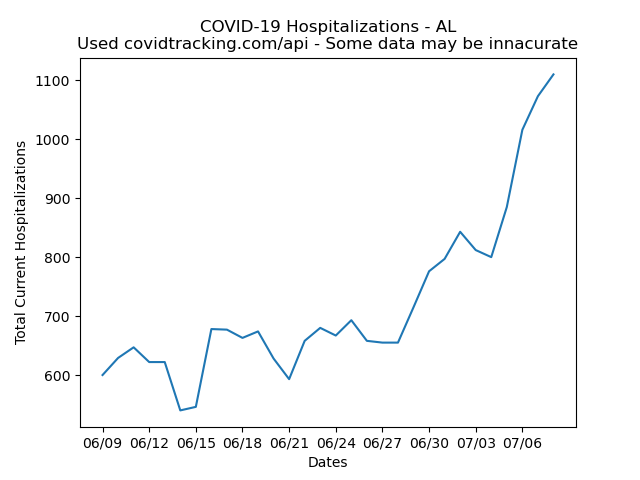 COVID-19 Hospitalizations - AL
Used covidtracking.com/api - Some data may be innacurate
Total Current Hospitalizations
1100
1000
900
800
700
600
06/09 06/12 06/15 06/18 06/21 06/24 06/27 06/30 07/03 07/06
Dates